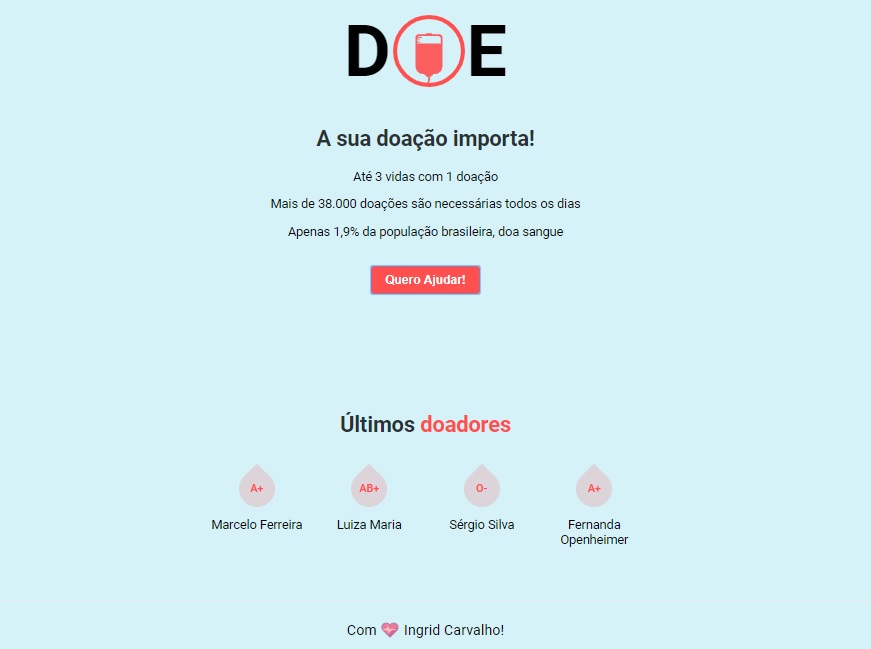 DOE
A sua doação importa!
Até 3 vidas com 1 doação
Mais de 38.000 doações são necessárias todos os dias
Apenas 1,9% da população brasileira, doa sangue
Quero Ajudar!
Últimos doadores
A+ AB+ O- A+
Marcelo Ferreira Luiza Maria Sérgio Silva Fernanda
Openheimer
Com 💗 Ingrid Carvalho!